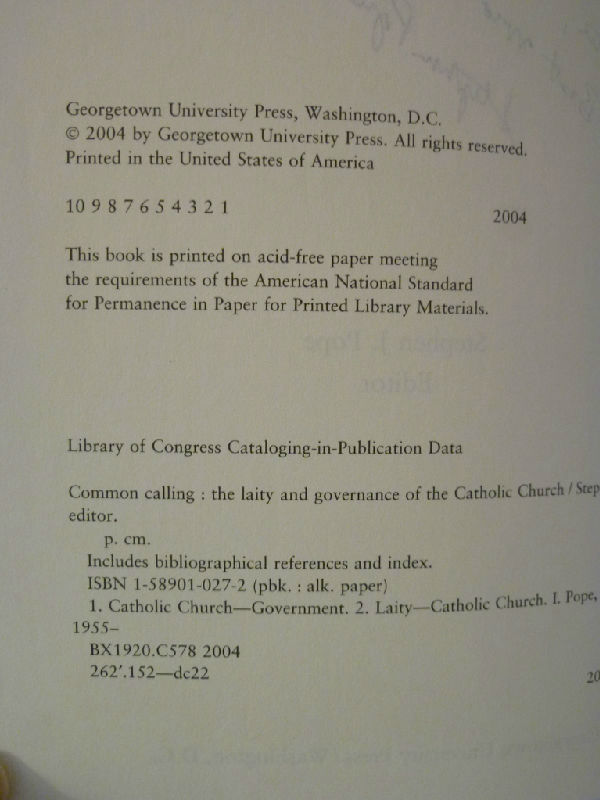 Georgetown University Press, Washington, D.C.
© 2004 by Georgetown University Press. All rights reserved.
Printed in the United States of America
10 9 8 7 6 5 4 3 2 1 2004
This book is printed on acid-free paper meeting
the requirements of the American National Standard
for Permanence in Paper for Printed Library Materials.
Stephen J. Pope
Editor
Library of Congress Cataloging-in-Publication Data
Common calling : the laity and governance of the Catholic Church / Step
editor.
p. cm.
Includes bibliographical references and index.
ISBN 1-58901-027-2 (pbk. : alk. paper)
1. Catholic Church—Government. 2. Laity—Catholic Church. I. Pope,
1955–
BX1920.C578 2004
262′.152—dc22
20